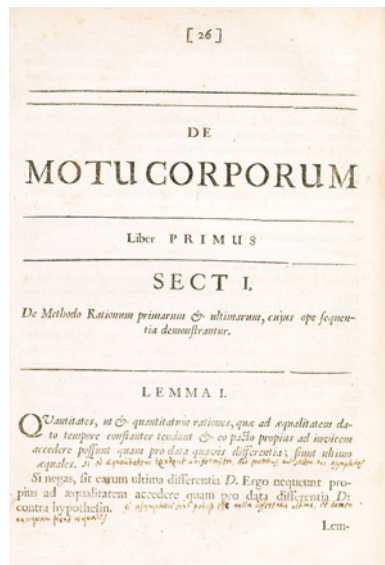 [ 26 ]
DE
MOTU CORPORUM
Liber PRIMUS
SECT I.
De Methodo Rationum primarum & ultimarum, cujus ope sequen-
tia demonstrantur.
LEMMA I.
QVantitates, ut & quantitatum rationes, quæ ad æqualitatem da-
to tempore constanter tendunt & eo pacto propius ad invicem
accedere possunt quam pro data quavis differentia; fiunt ultimo
æquales.
Si negas, sit earum ultima differentia D. Ergo nequeunt pro-
pius ad æqualitatem accedere quam pro data differentia D:
contra hypothesin.
Lem-